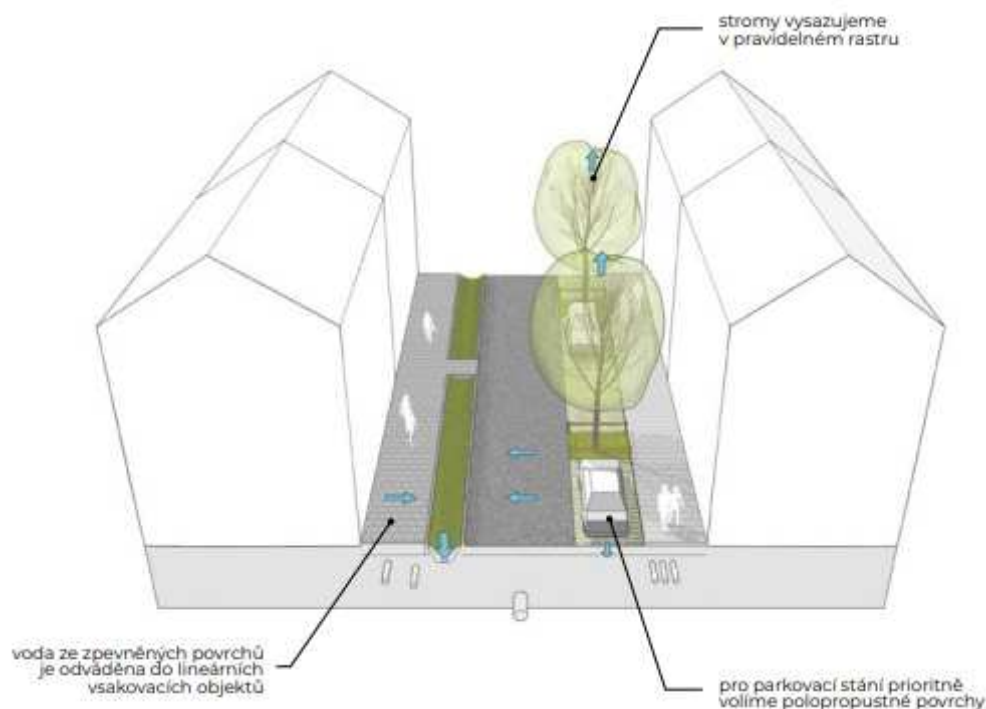 stromy vysazujeme
v pravidelném rastru
voda ze zpevněných povrchů
je odváděna do lineárních
vsakovacích objektů
pro parkovací stání prioritně
volíme polopropustné povrchy